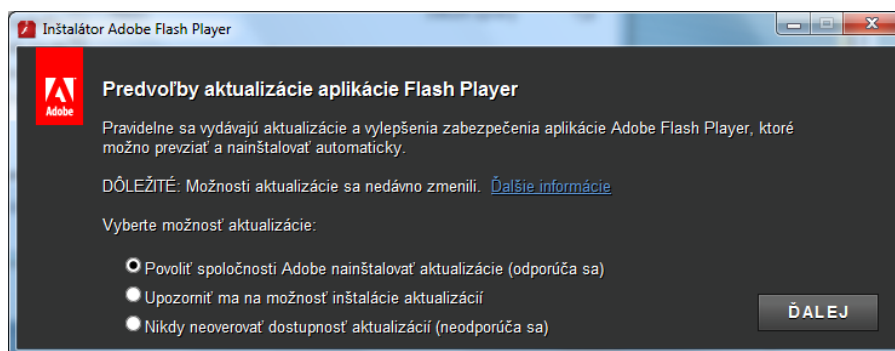 Inštalátor Adobe Flash Player
Adobe
Predvoľby aktualizácie aplikácie Flash Player
Pravidelne sa vydávajú aktualizácie a vylepšenia zabezpečenia aplikácie Adobe Flash Player, ktoré
možno prevziať a nainštalovať automaticky.
DÔLEŽITÉ: Možnosti aktualizácie sa nedávno zmenili. Ďalšie informácie
Vyberte možnosť aktualizácie:
Povoliť spoločnosti Adobe nainštalovať aktualizácie (odporúča sa)
Upozorniť ma na možnosť inštalácie aktualizácií
Nikdy neoverovať dostupnosť aktualizácií (neodporúča sa)
ĎALEJ